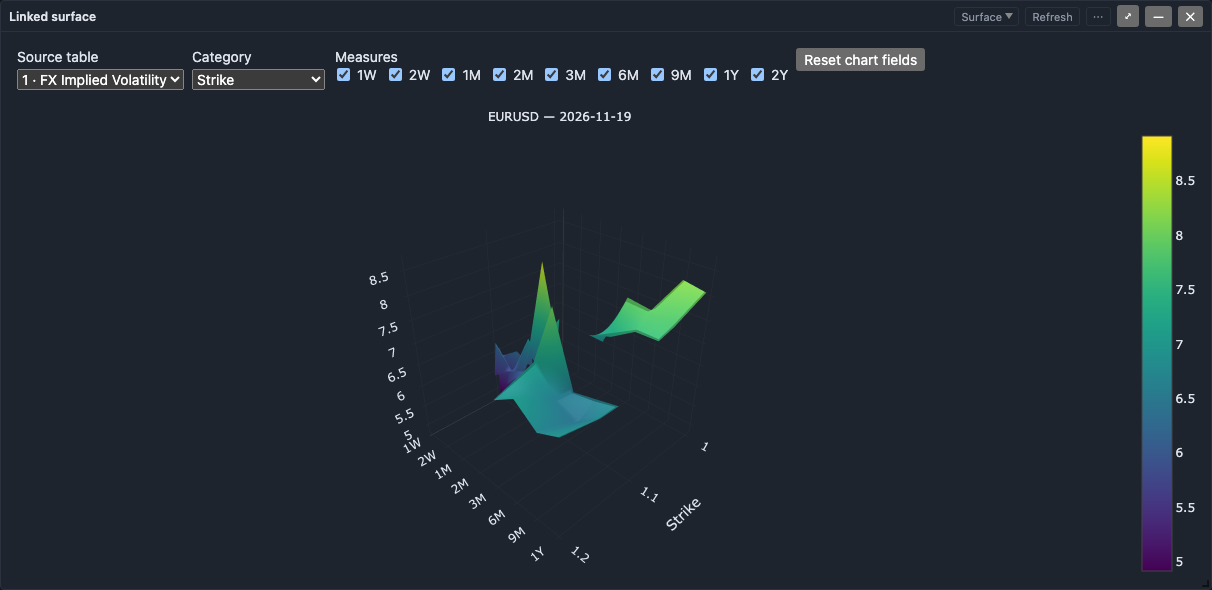 Linked surface
Surface ▼ Refresh ···
Source table Category Measures
1 · FX Implied Volatility Strike 1W 2W 1M 2M 3M 6M 9M 1Y 2Y Reset chart fields
EURUSD — 2026-11-19
8.5
8
7.5
7
6.5
6
5.5
5
1W
2W
1M
2M
3M
6M
9M
1Y
1.2
1.1
1
Strike
8.5
8
7.5
7
6.5
6
5.5
5